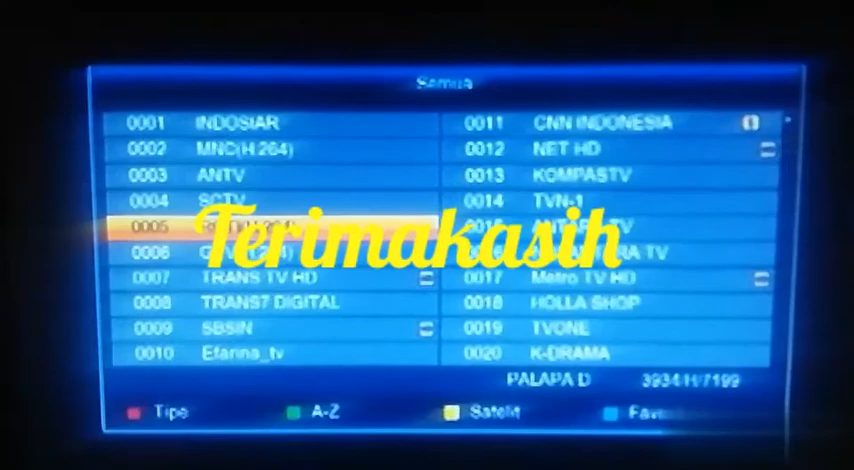 Semua
0001 INDOSIAR
0002 MNC(H.264)
0003 ANTV
0004 SCTV
0005
0006
0007 TRANS TV HD
0008 TRANS7 DIGITAL
0009 SBSIN
0010 Efarina_tv
0011 CNN INDONESIA
0012 NET HD
0013 KOMPASTV
0014 TVN-1
TV
TV
0017 Metro TV HD
0018 HOLLA SHOP
0019 TVONE
0020 K-DRAMA
Terimakasih
PALAPA D 3934/H/7199
Tipe A-Z Satelit